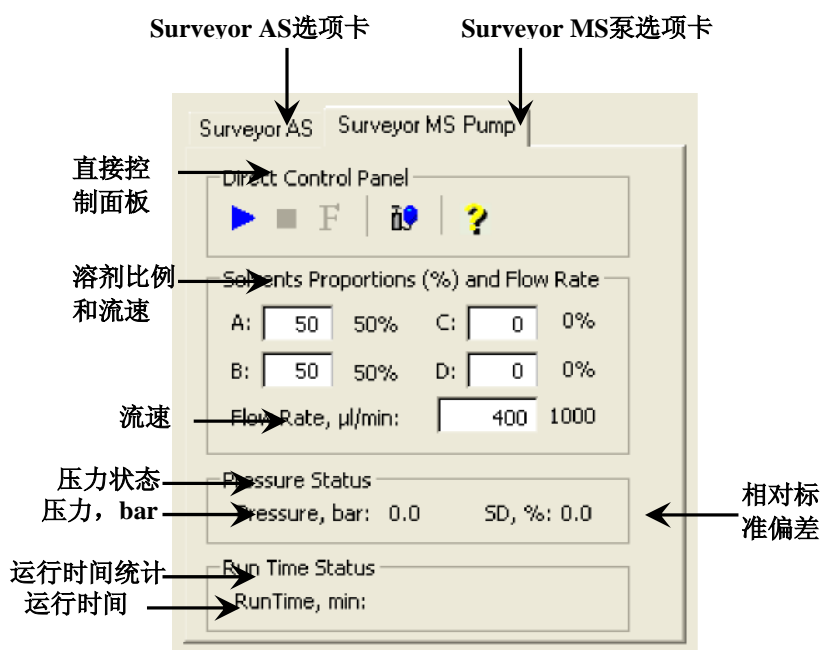 Surveyor AS选项卡 Surveyor MS泵选项卡
Surveyor AS Surveyor MS Pump
直接控
制面板
Direct Control Panel
F ?
溶剂比例
和流速
Solvents Proportions (%) and Flow Rate
A: 50 50% C: 0 0%
B: 50 50% D: 0 0%
流速 Flow Rate, µl/min: 400 1000
压力状态 Pressure Status
压力，bar Pressure, bar: 0.0 SD, %: 0.0
相对标
准偏差
运行时间统计 Run Time Status
运行时间 RunTime, min: